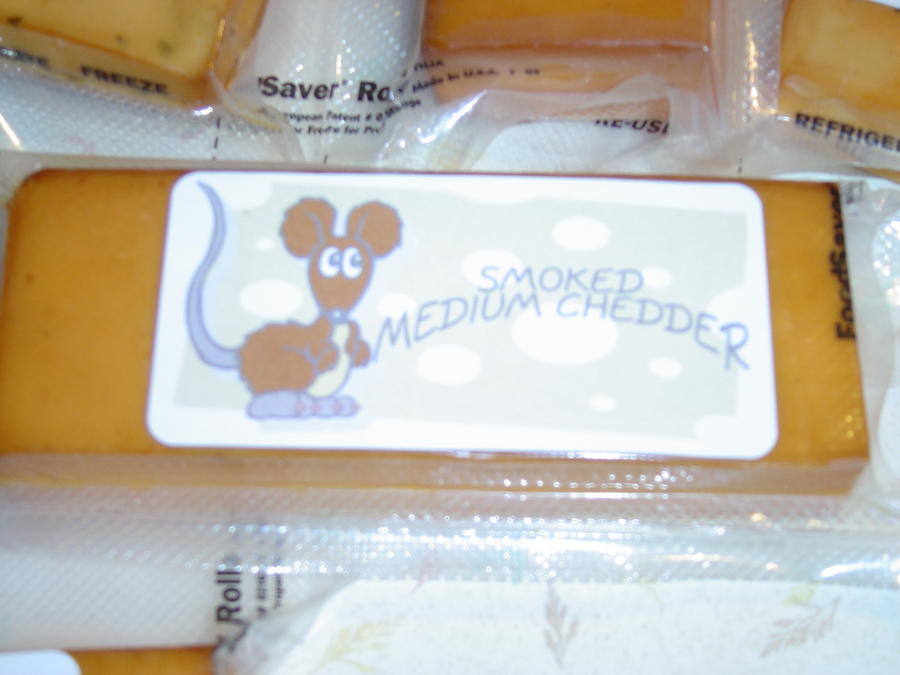 FREEZE
Saver Ro
Made in U.S.A.
RE-USE
REFRIGE
SMOKED
MEDIUM CHEDDER
FoodSaver
Roll